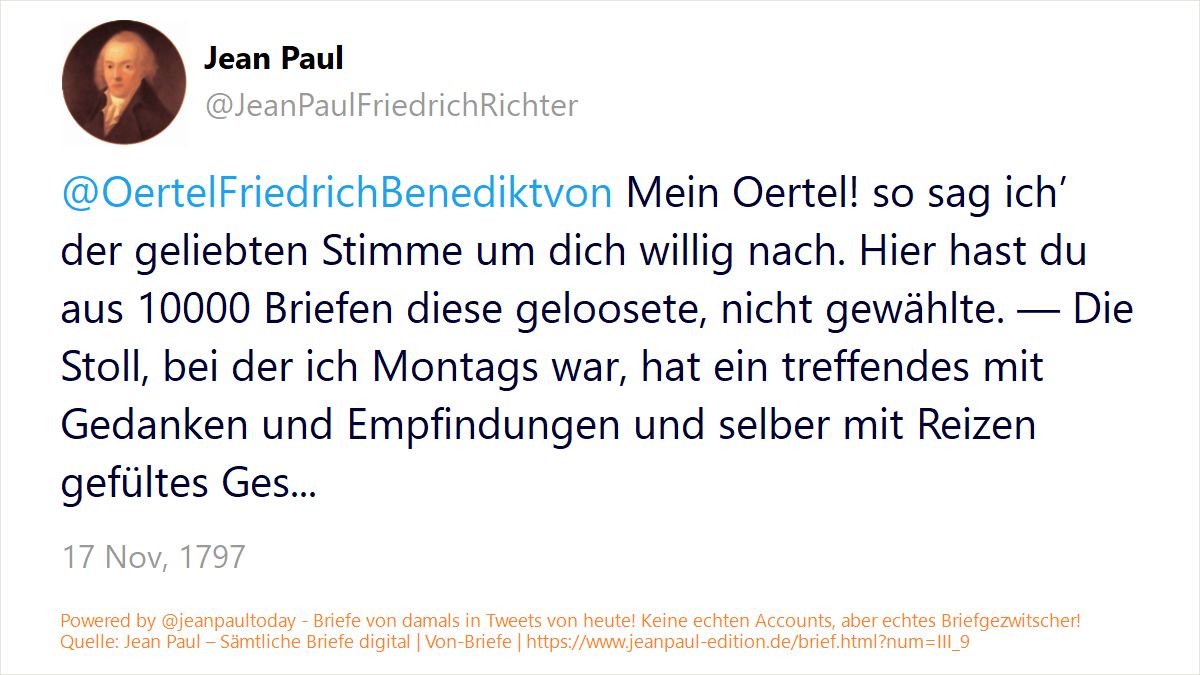 Jean Paul
@JeanPaulFriedrichRichter
@OertelFriedrichBenediktvon Mein Oertel! so sag ich’
der geliebten Stimme um dich willig nach. Hier hast du
aus 10000 Briefen diese geloosete, nicht gewählte. — Die
Stoll, bei der ich Montags war, hat ein treffendes mit
Gedanken und Empfindungen und selber mit Reizen
gefültes Ges...
17 Nov, 1797
Powered by @jeanpaultoday - Briefe von damals in Tweets von heute! Keine echten Accounts, aber echtes Briefgezwitscher!
Quelle: Jean Paul – Sämtliche Briefe digital | Von-Briefe | https://www.jeanpaul-edition.de/brief.html?num=III_9